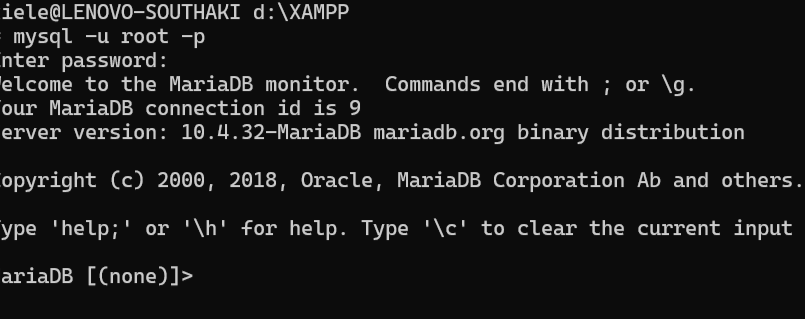 iele@LENOVO-SOUTHAKI d:\XAMPP
mysql -u root -p
nter password:
elcome to the MariaDB monitor.  Commands end with ; or \g.
our MariaDB connection id is 9
erver version: 10.4.32-MariaDB mariadb.org binary distribution
opyright (c) 2000, 2018, Oracle, MariaDB Corporation Ab and others.
ype 'help;' or '\h' for help. Type '\c' to clear the current input
ariaDB [(none)]>